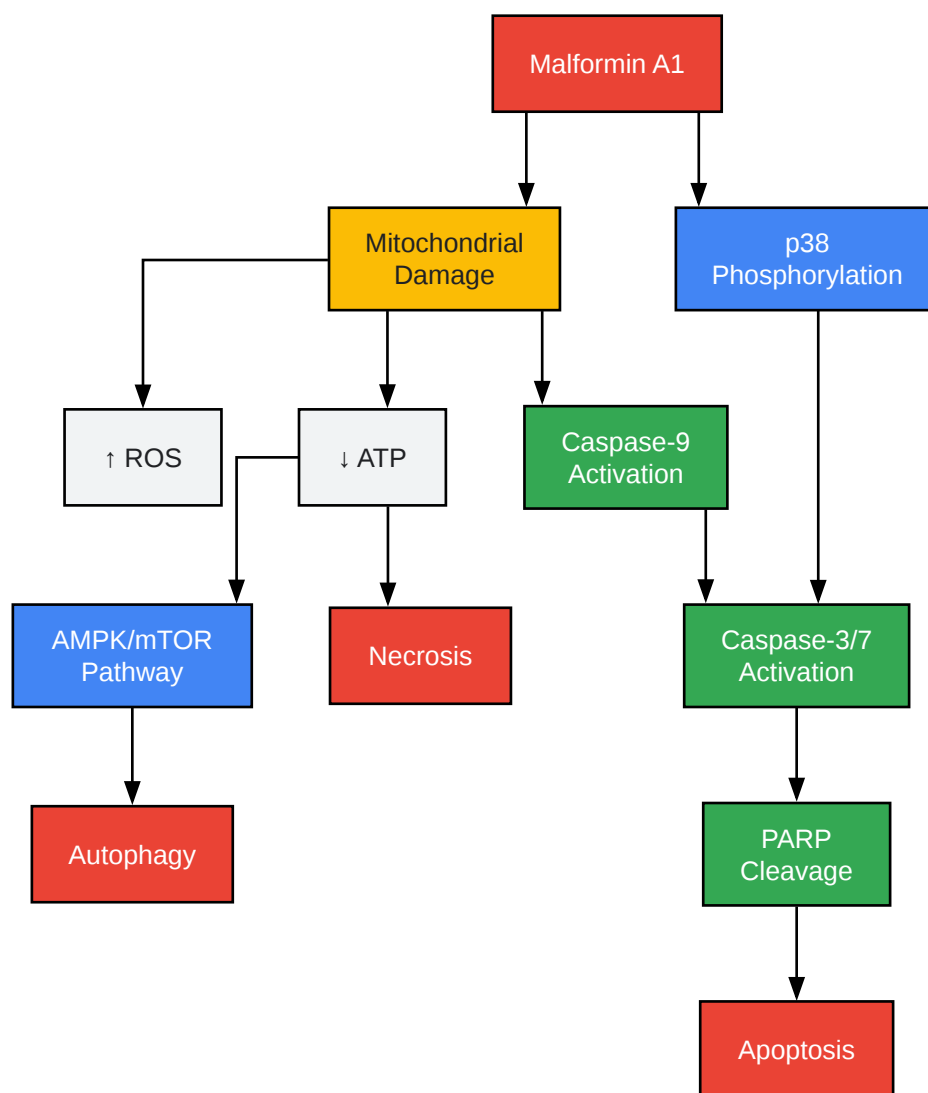 Malformin A1
Mitochondrial
Damage
p38
Phosphorylation
↑ ROS
↓ ATP
Caspase-9
Activation
AMPK/mTOR
Pathway
Necrosis
Caspase-3/7
Activation
Autophagy
PARP
Cleavage
Apoptosis